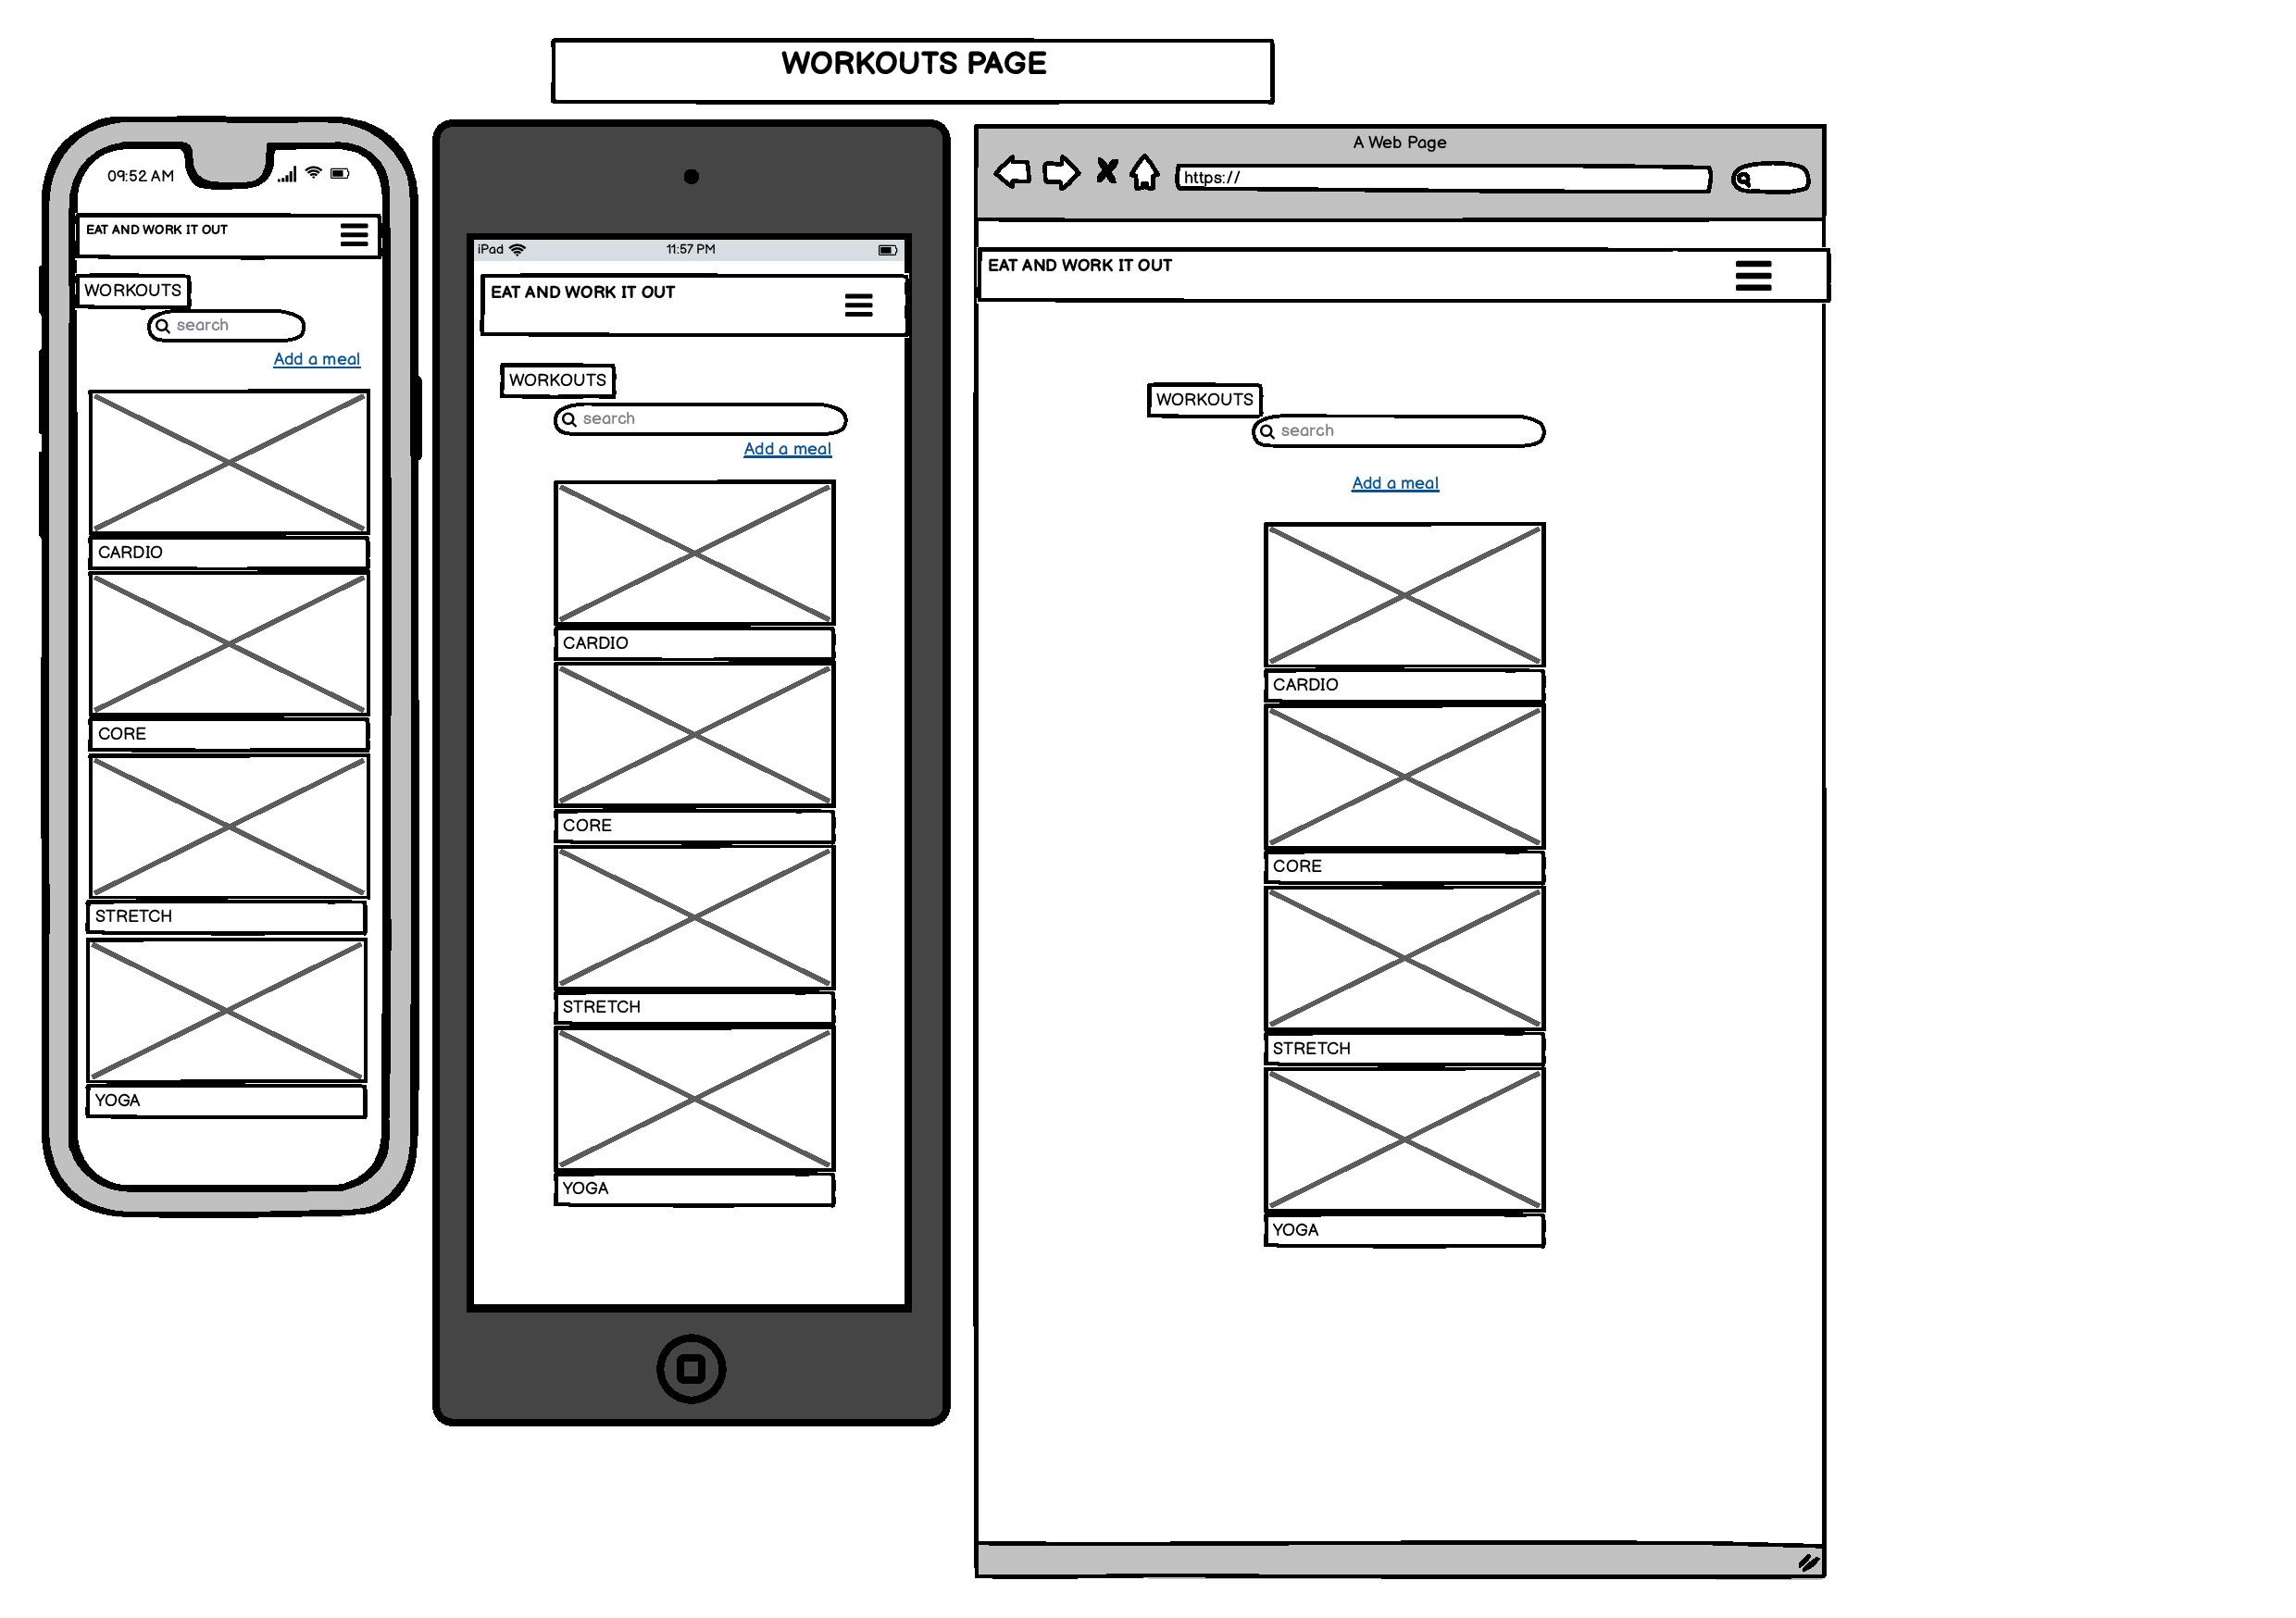 WORKOUTS PAGE
09:52 AM
EAT AND WORK IT OUT
WORKOUTS
search
Add a meal
CARDIO
CORE
STRETCH
YOGA
iPad
11:57 PM
EAT AND WORK IT OUT
WORKOUTS
search
Add a meal
CARDIO
CORE
STRETCH
YOGA
A Web Page
https://
EAT AND WORK IT OUT
WORKOUTS
search
Add a meal
CARDIO
CORE
STRETCH
YOGA